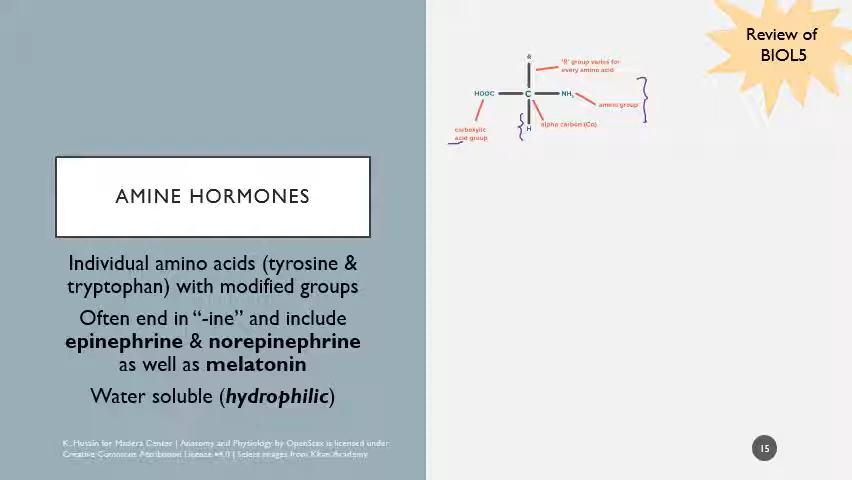 Review of
BIOL5
R
'R' group varies for
every amino acid
HOOC
C
NH2
amino group
alpha carbon (Cα)
carboxylic
acid group
H
AMINE HORMONES
Individual amino acids (tyrosine &
tryptophan) with modified groups
Often end in “-ine” and include
epinephrine & norepinephrine
as well as melatonin
Water soluble (hydrophilic)
K. Hussin for Madera Center | Anatomy and Physiology by OpenStax is licensed under
Creative Commons Attribution License v4.0 | Select images from Khan Academy
15